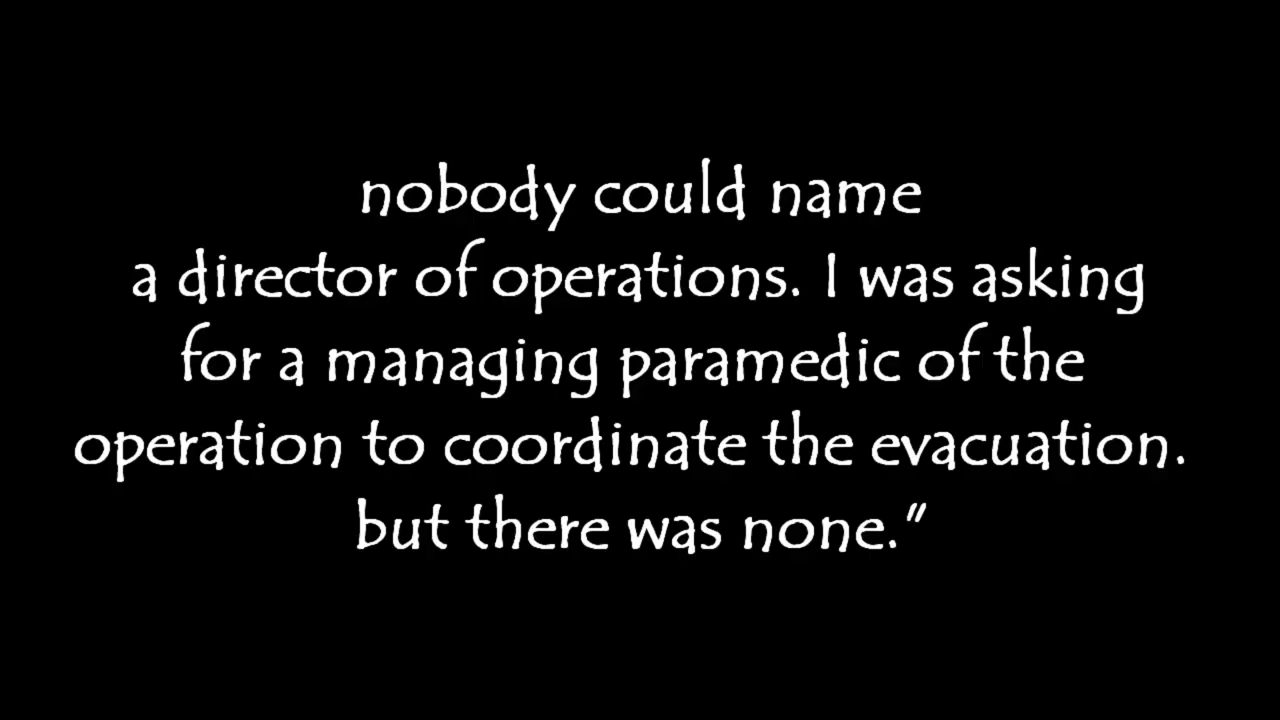 nobody could name
a director of operations. I was asking
for a managing paramedic of the
operation to coordinate the evacuation.
but there was none."